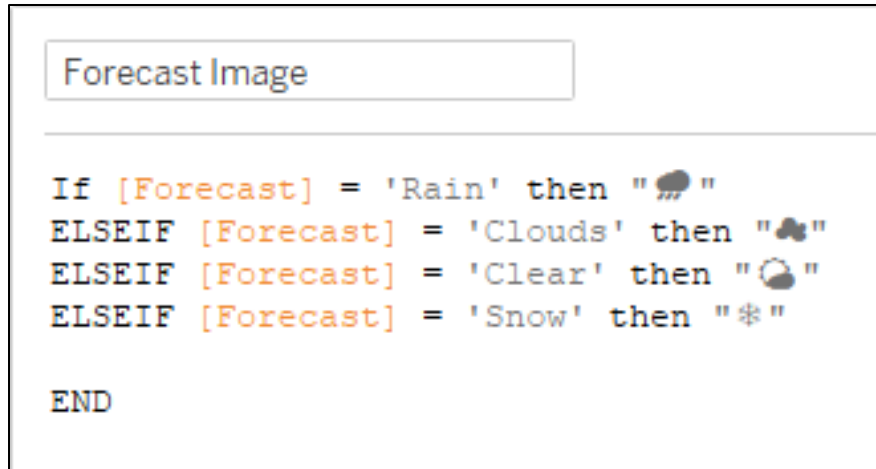 Forecast Image
If [Forecast] = 'Rain' then "🌧"
ELSEIF [Forecast] = 'Clouds' then "☁"
ELSEIF [Forecast] = 'Clear' then "🌤"
ELSEIF [Forecast] = 'Snow' then "❄"
END